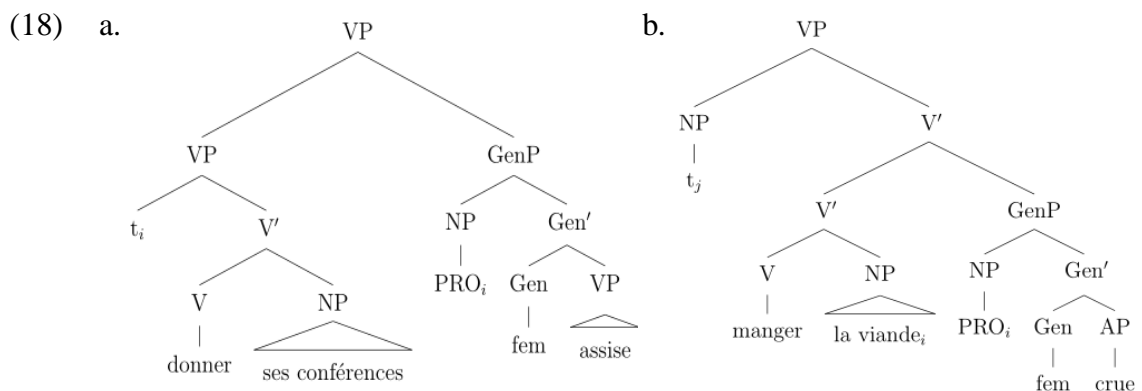 (18) a. VP b. VP
NP V′
VP GenP
t_j
t_i V′ NP Gen′ V′ GenP
V NP PRO_i Gen VP V NP NP Gen′
donner ses conférences fem assise manger la viande_i PRO_i Gen AP
fem crue